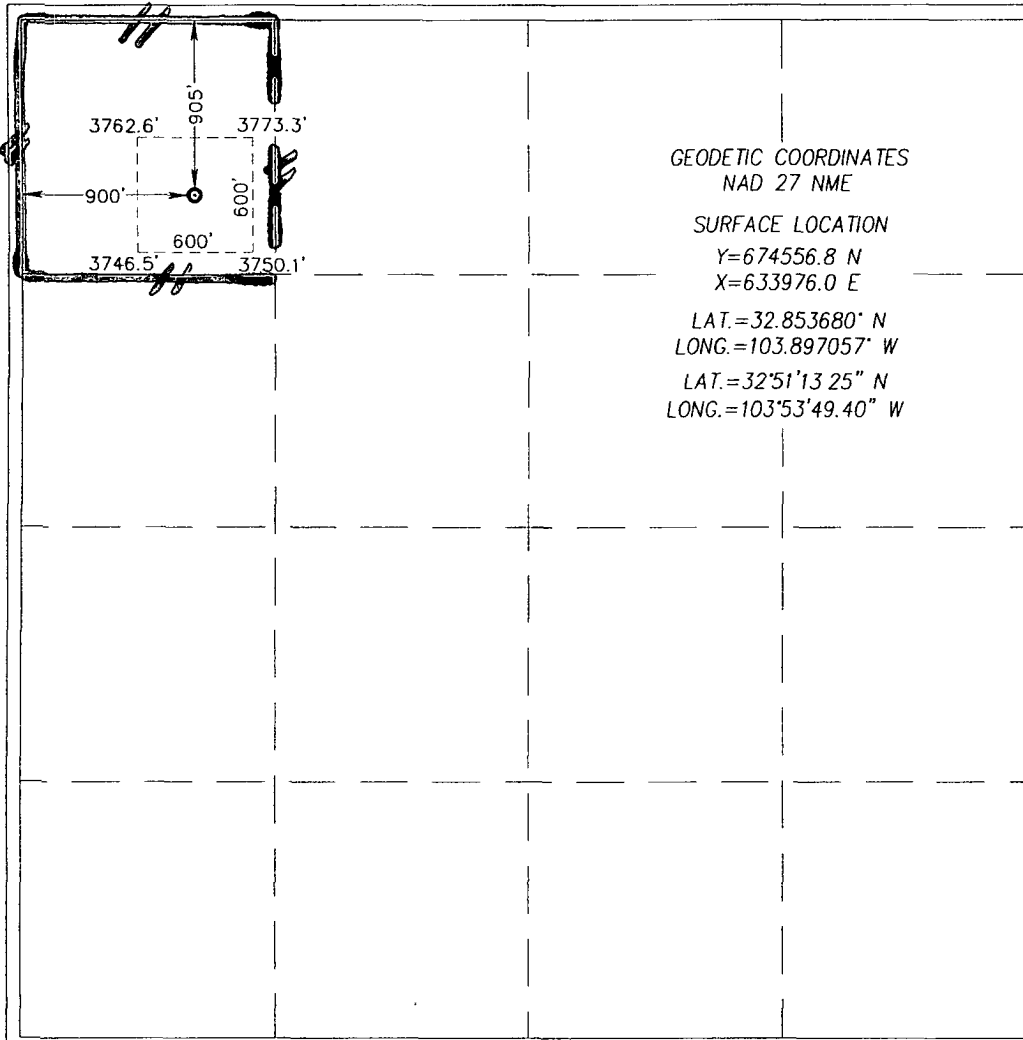 905'
3762.6' 3773.3'
900'
600'
600'
3746.5' 3750.1'
GEODETIC COORDINATES
NAD 27 NME
SURFACE LOCATION
Y=674556.8 N
X=633976.0 E
LAT.=32.853680° N
LONG.=103.897057° W
LAT.=32°51'13 25" N
LONG.=103°53'49.40" W